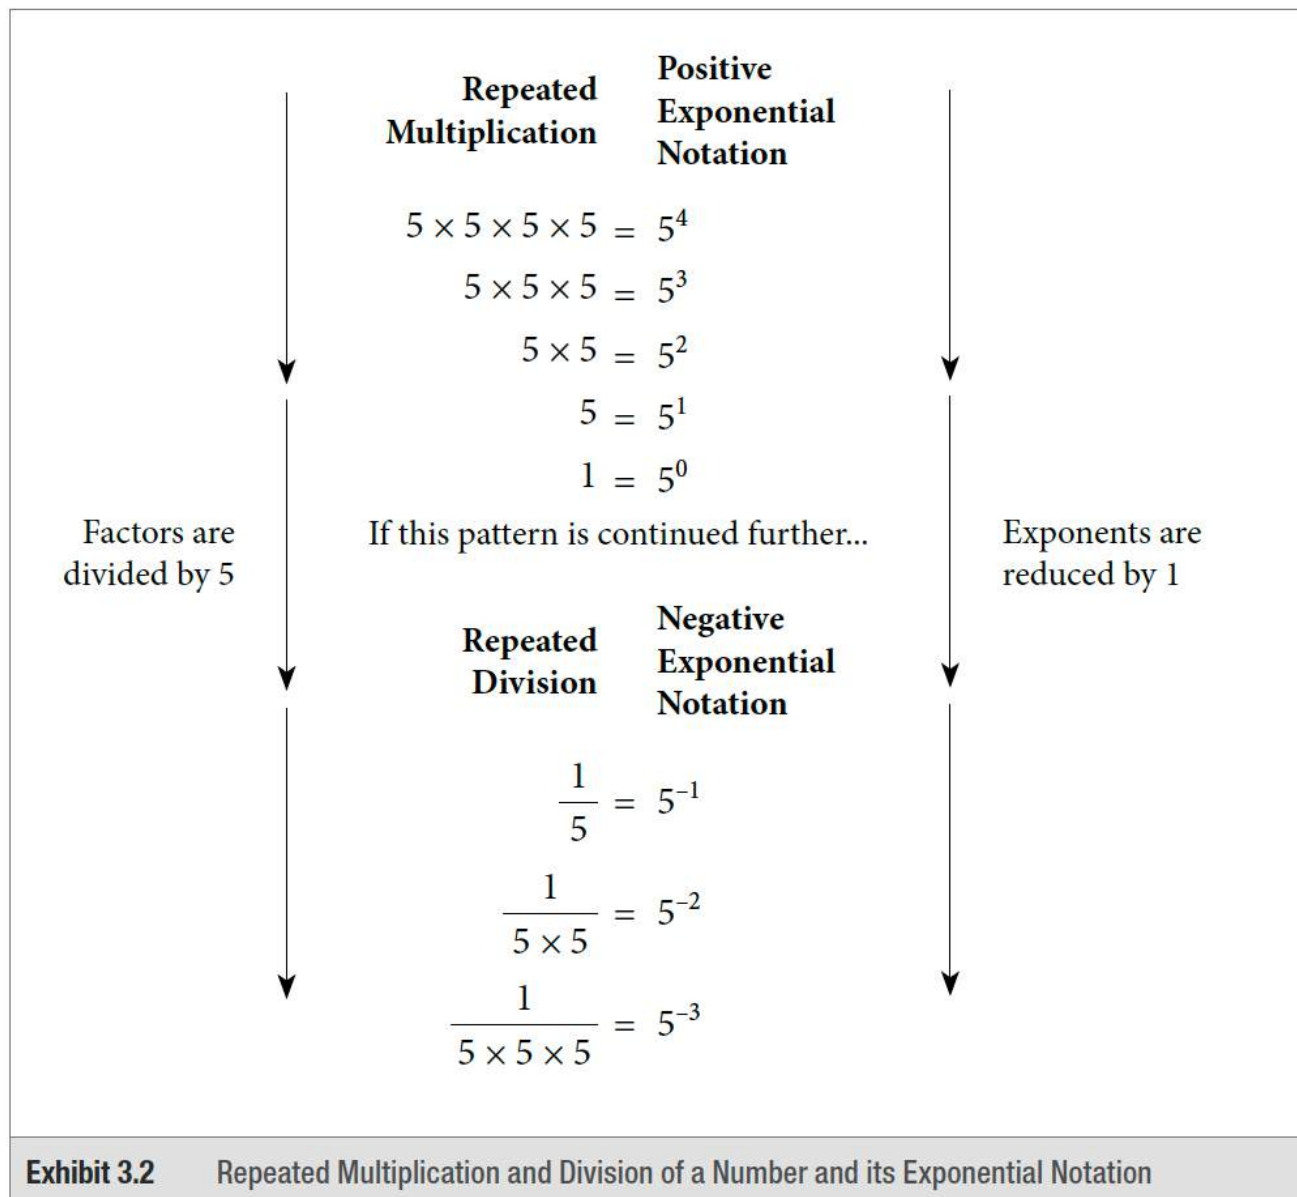 Repeated Multiplication
Positive Exponential Notation
5 × 5 × 5 × 5 = 5⁴
5 × 5 × 5 = 5³
5 × 5 = 5²
5 = 5¹
1 = 5⁰
Factors are divided by 5
If this pattern is continued further...
Exponents are reduced by 1
Repeated Division
Negative Exponential Notation
1/5 = 5⁻¹
1/(5 × 5) = 5⁻²
1/(5 × 5 × 5) = 5⁻³
Exhibit 3.2 Repeated Multiplication and Division of a Number and its Exponential Notation